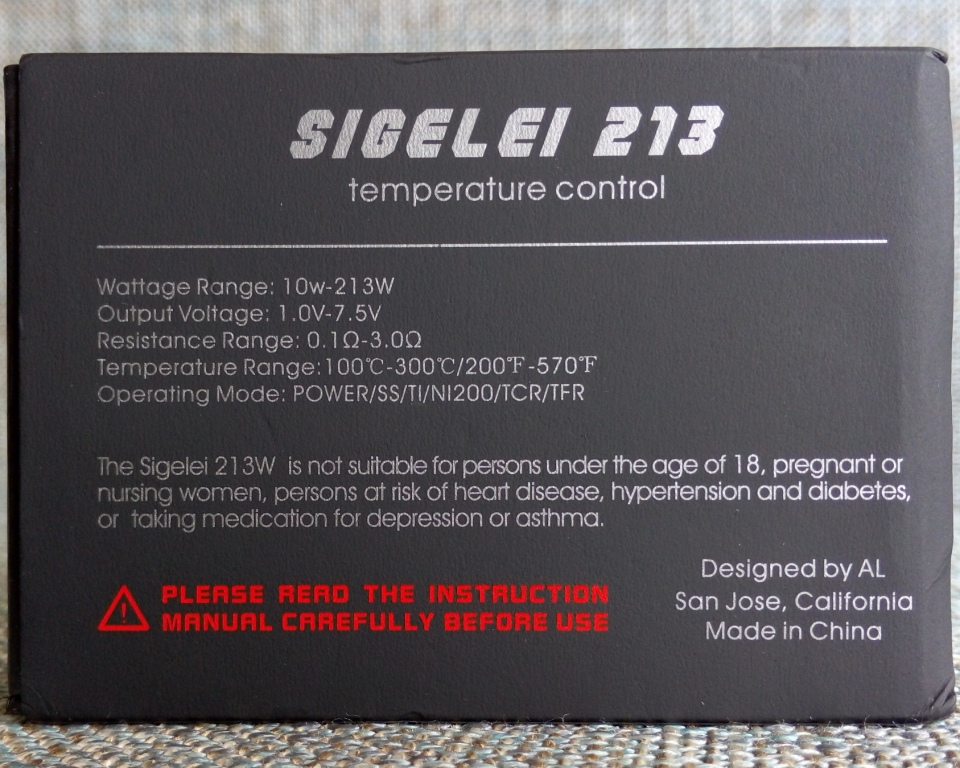 SIGELEI 213
temperature control
Wattage Range: 10w-213W
Output Voltage: 1.0V-7.5V
Resistance Range: 0.1Ω-3.0Ω
Temperature Range:100℃-300℃/200℉-570℉
Operating Mode: POWER/SS/TI/NI200/TCR/TFR
The Sigelei 213W is not suitable for persons under the age of 18, pregnant or
nursing women, persons at risk of heart disease, hypertension and diabetes,
or taking medication for depression or asthma.
PLEASE READ THE INSTRUCTION
MANUAL CAREFULLY BEFORE USE
Designed by AL
San Jose, California
Made in China